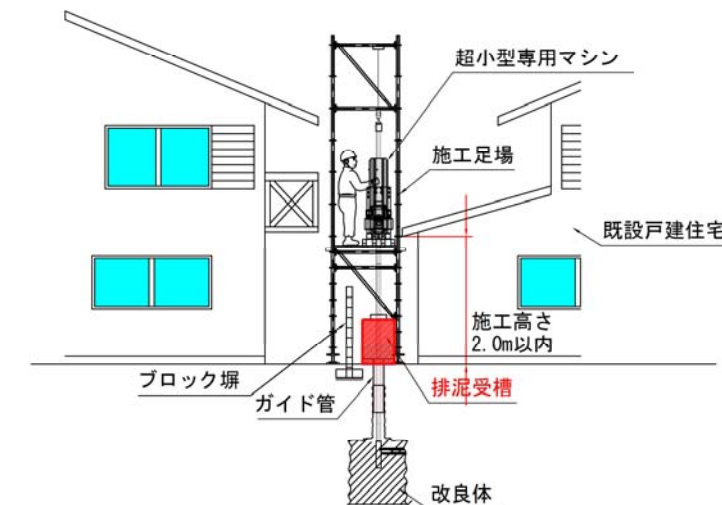 超小型専用マシン
施工足場
既設戸建住宅
施工高さ
2.0m以内
ブロック塀
排泥受槽
ガイド管
改良体